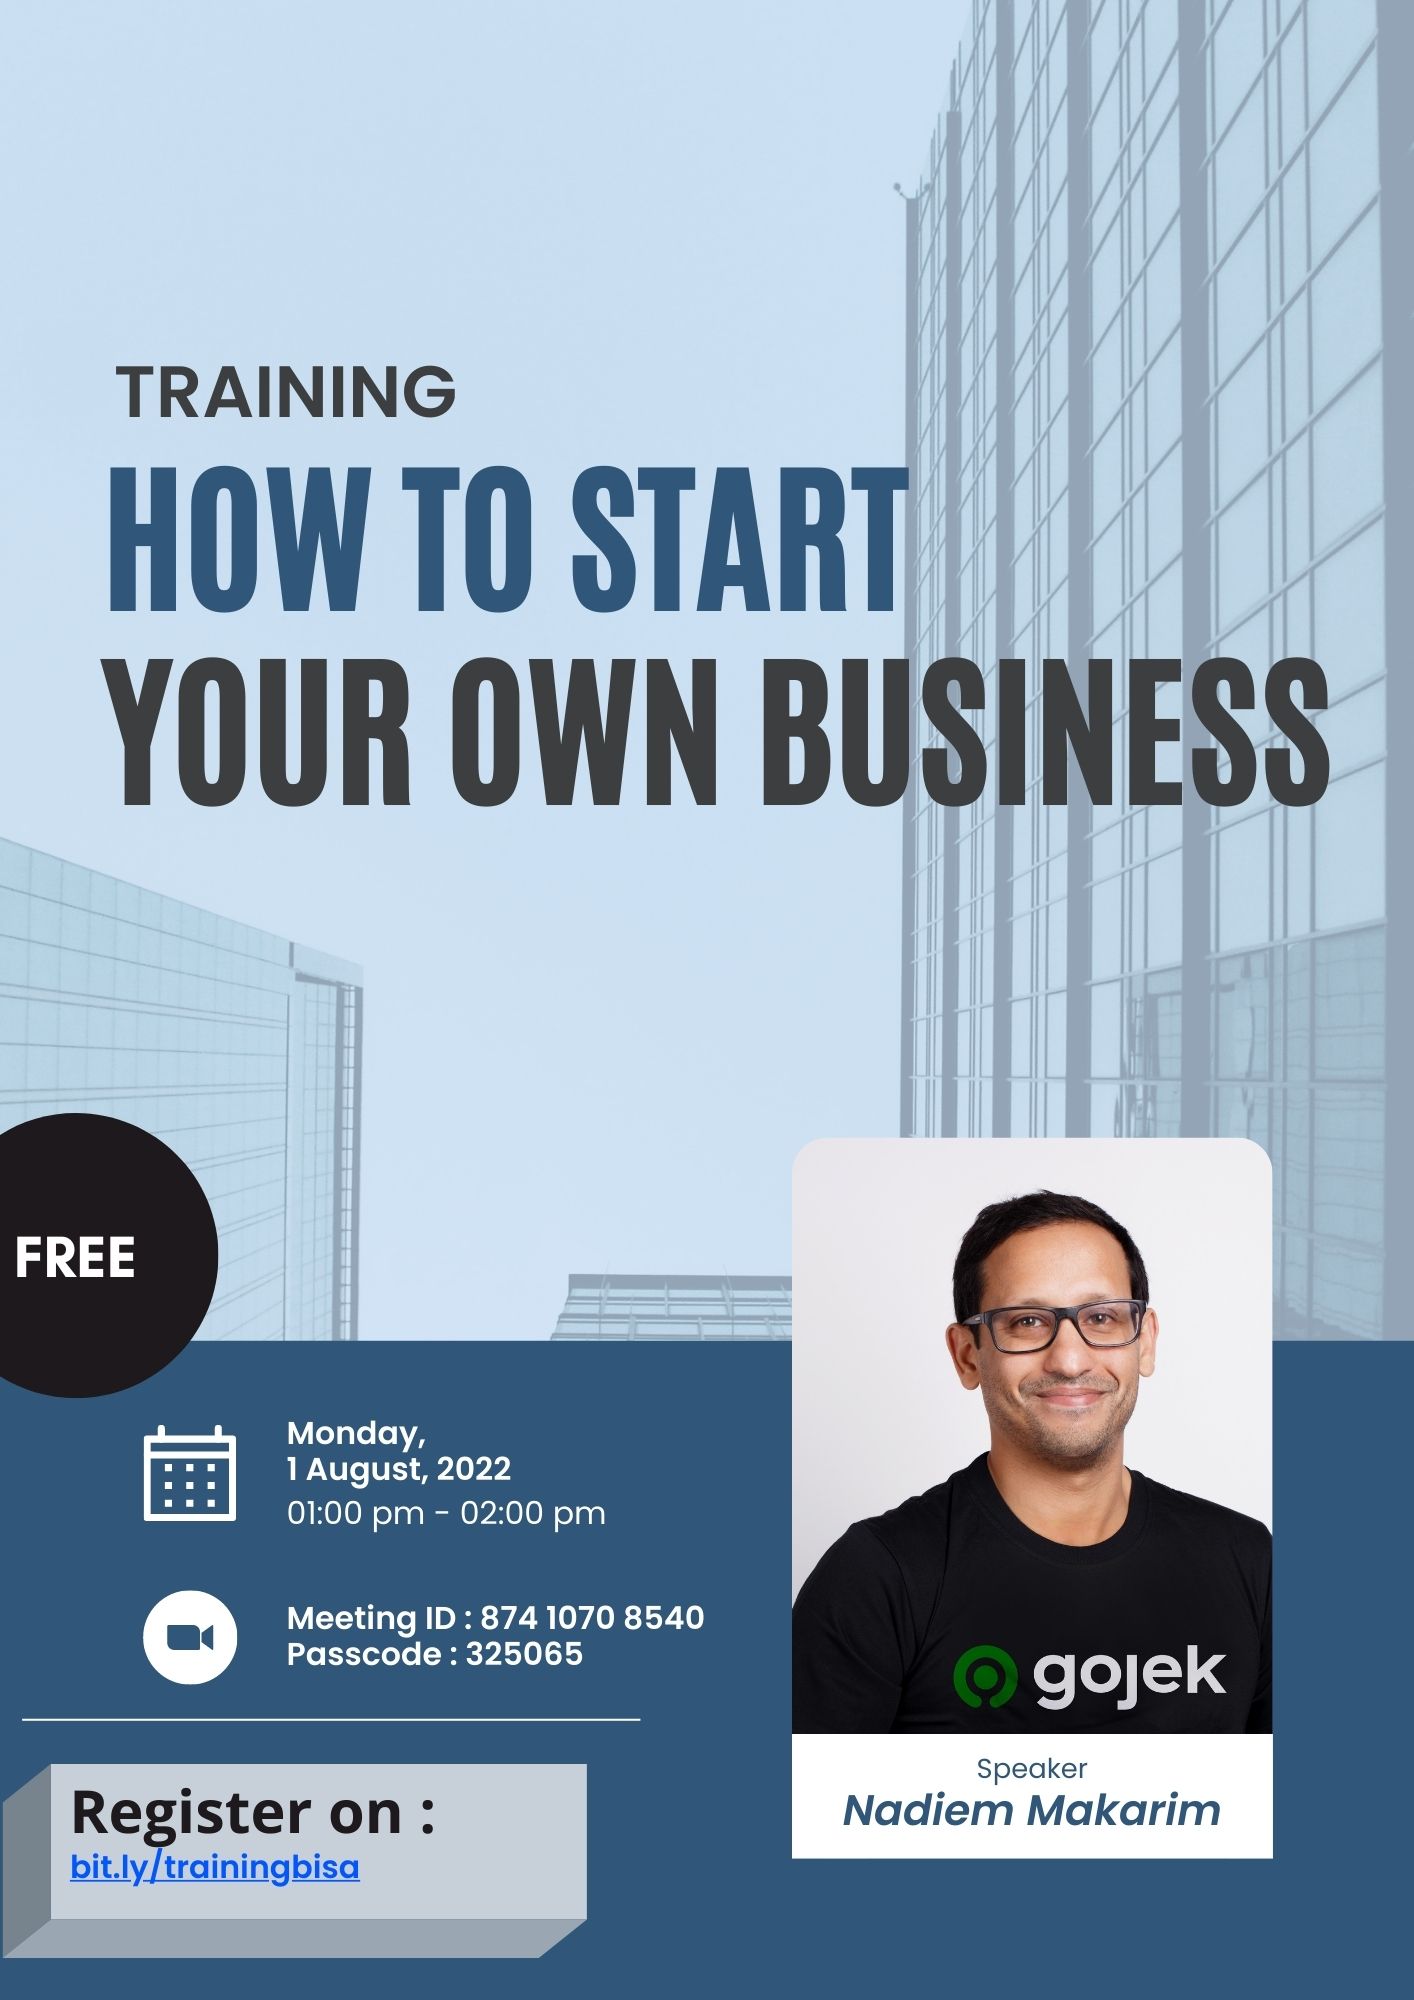 TRAINING
HOW TO START
YOUR OWN BUSINESS
FREE
Monday,
1 August, 2022
01:00 pm - 02:00 pm
Meeting ID : 874 1070 8540
Passcode : 325065
Register on :
bit.ly/trainingbisa
gojek
Speaker
Nadiem Makarim